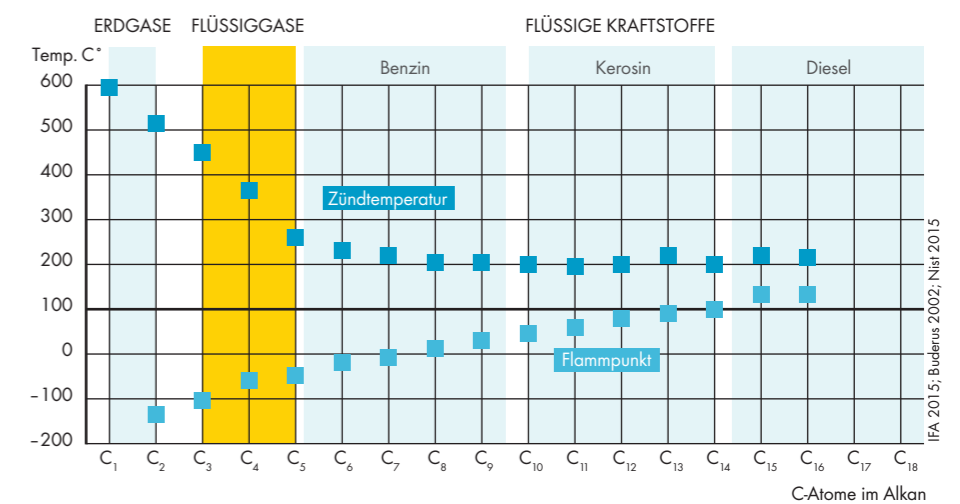 ERDGASE FLÜSSIGGASE FLÜSSIGE KRAFTSTOFFE
Temp. C°
Benzin Kerosin Diesel
600
500
400
300
200
100
0
-100
-200
Zündtemperatur
Flammpunkt
C₁ C₂ C₃ C₄ C₅ C₆ C₇ C₈ C₉ C₁₀ C₁₁ C₁₂ C₁₃ C₁₄ C₁₅ C₁₆ C₁₇ C₁₈
C-Atome im Alkan
IFA 2015; Buderus 2002; Nist 2015